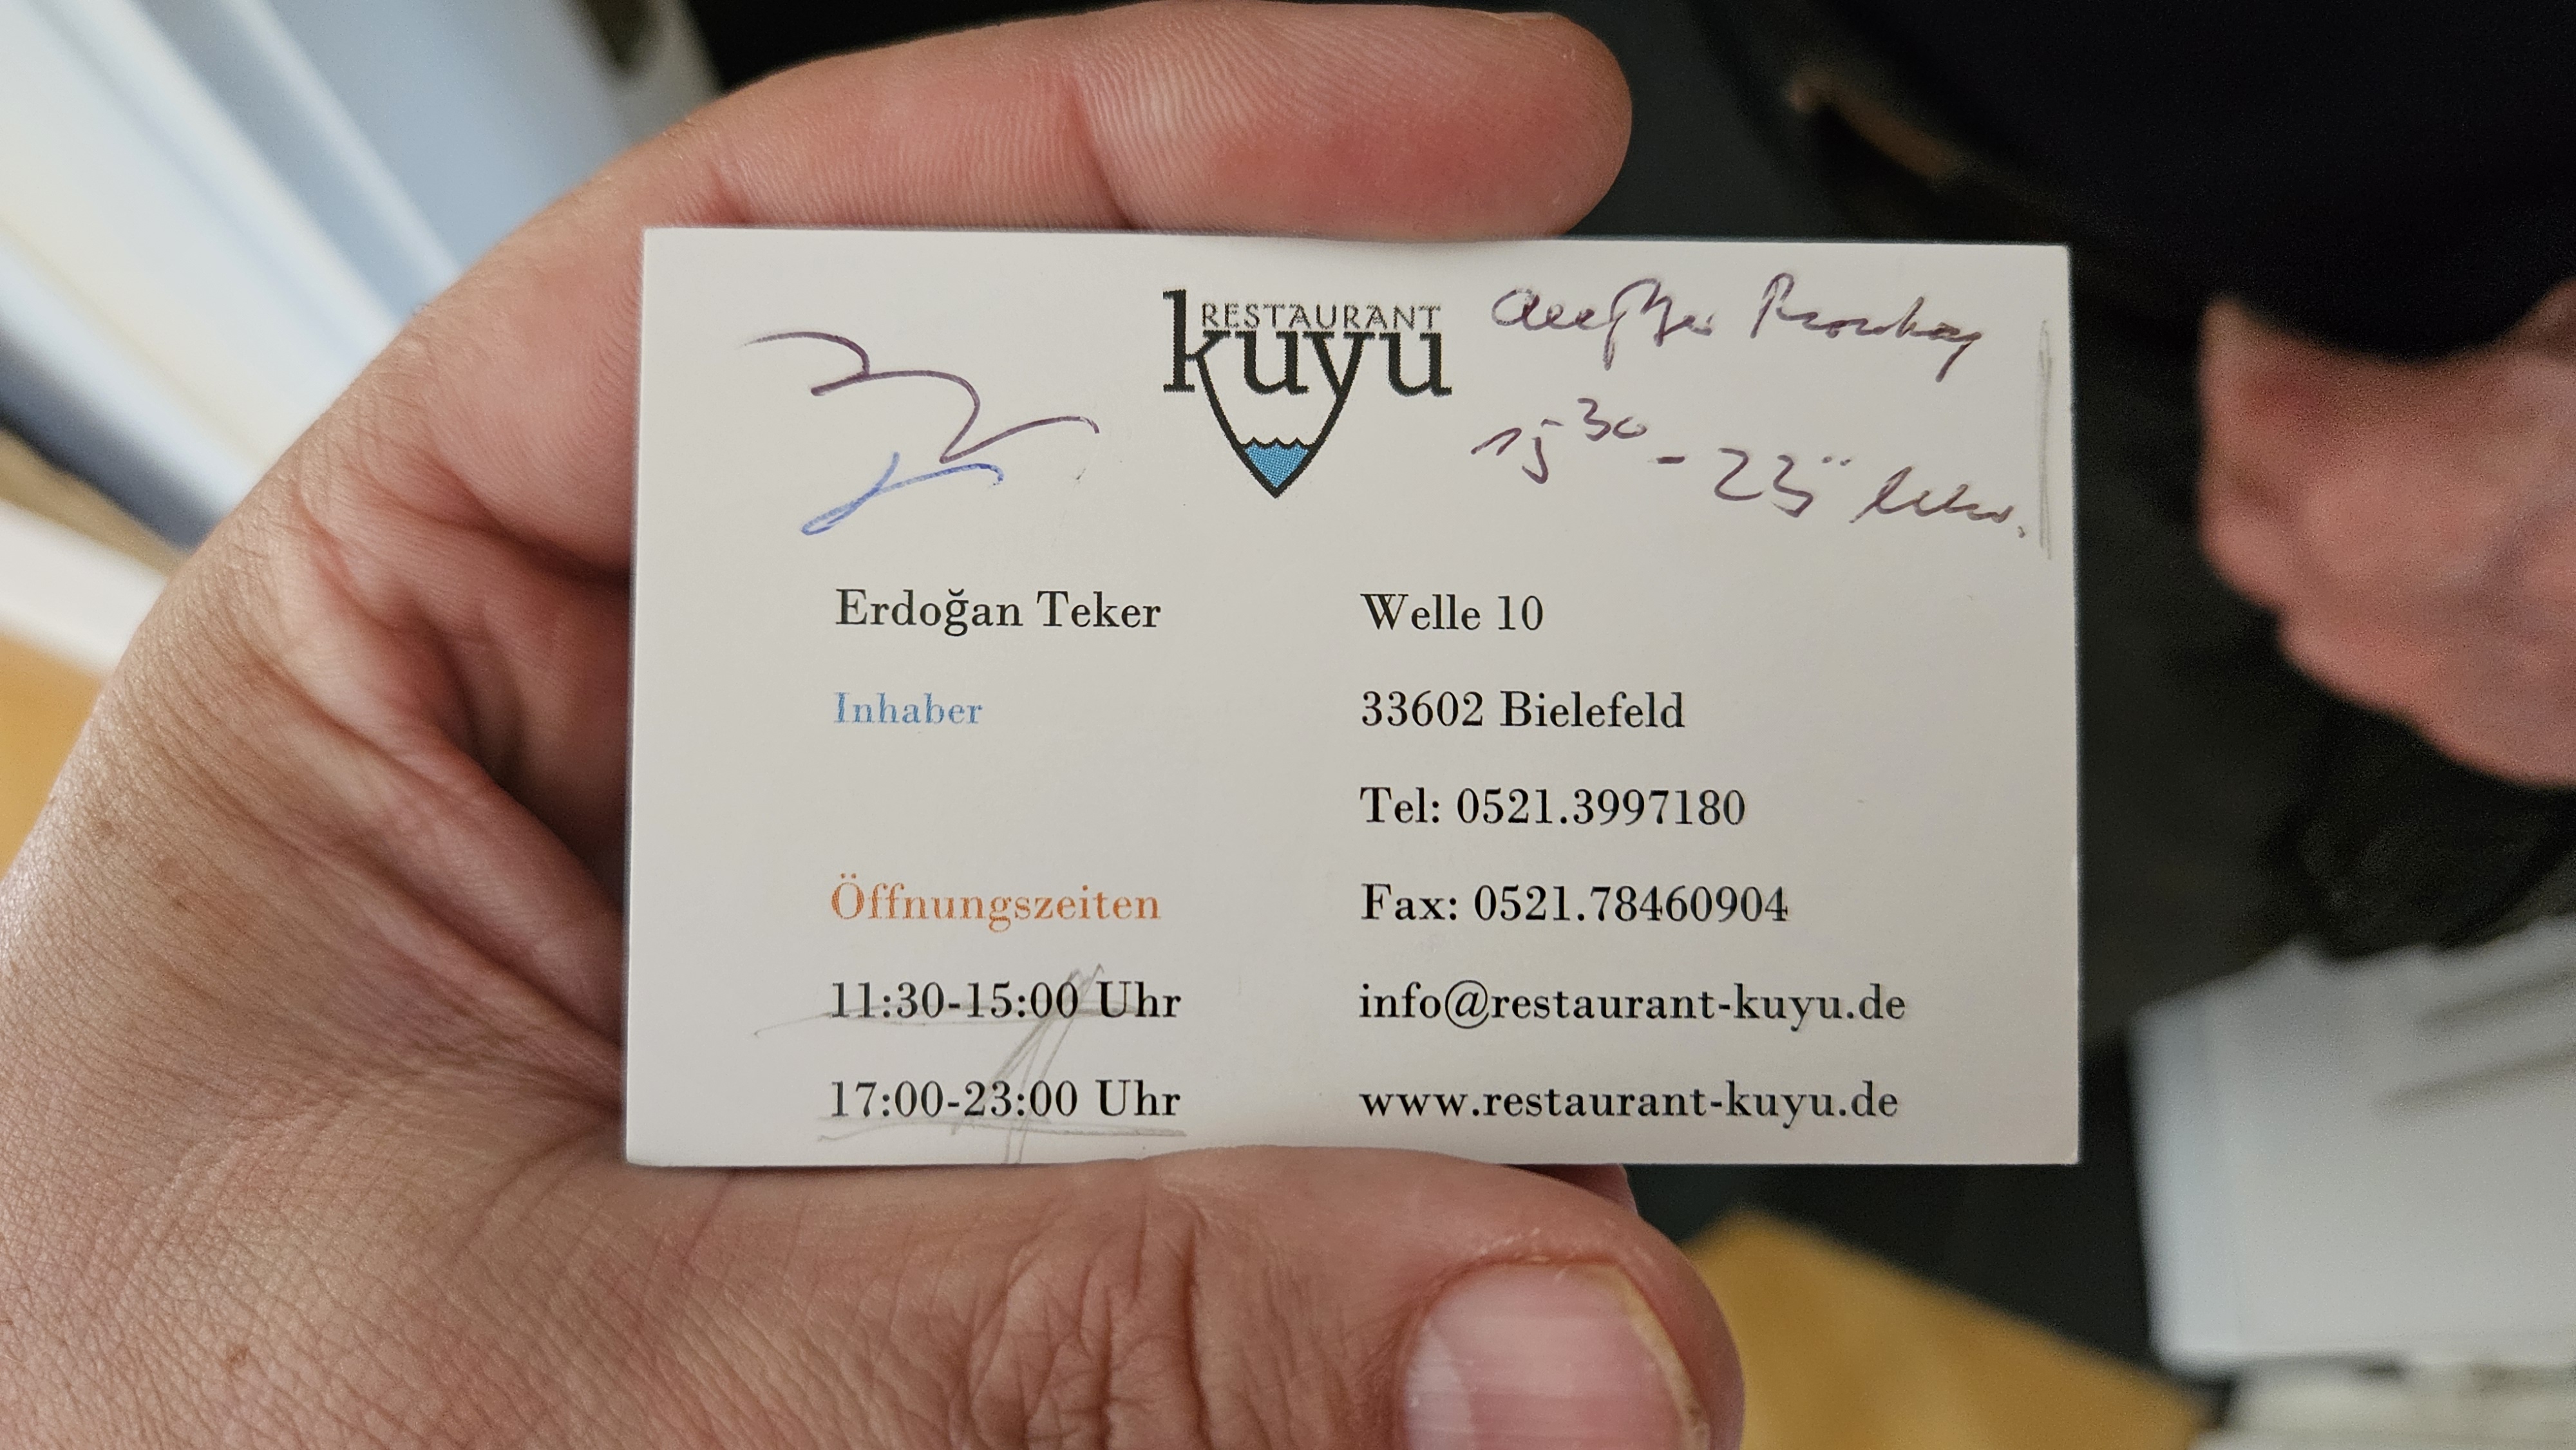 RESTAURANT
kuyu
15³⁰ - 23⁰⁰ Uhr.
Erdoğan Teker
Inhaber
Öffnungszeiten
11:30-15:00 Uhr
17:00-23:00 Uhr
Welle 10
33602 Bielefeld
Tel: 0521.3997180
Fax: 0521.78460904
info@restaurant-kuyu.de
www.restaurant-kuyu.de